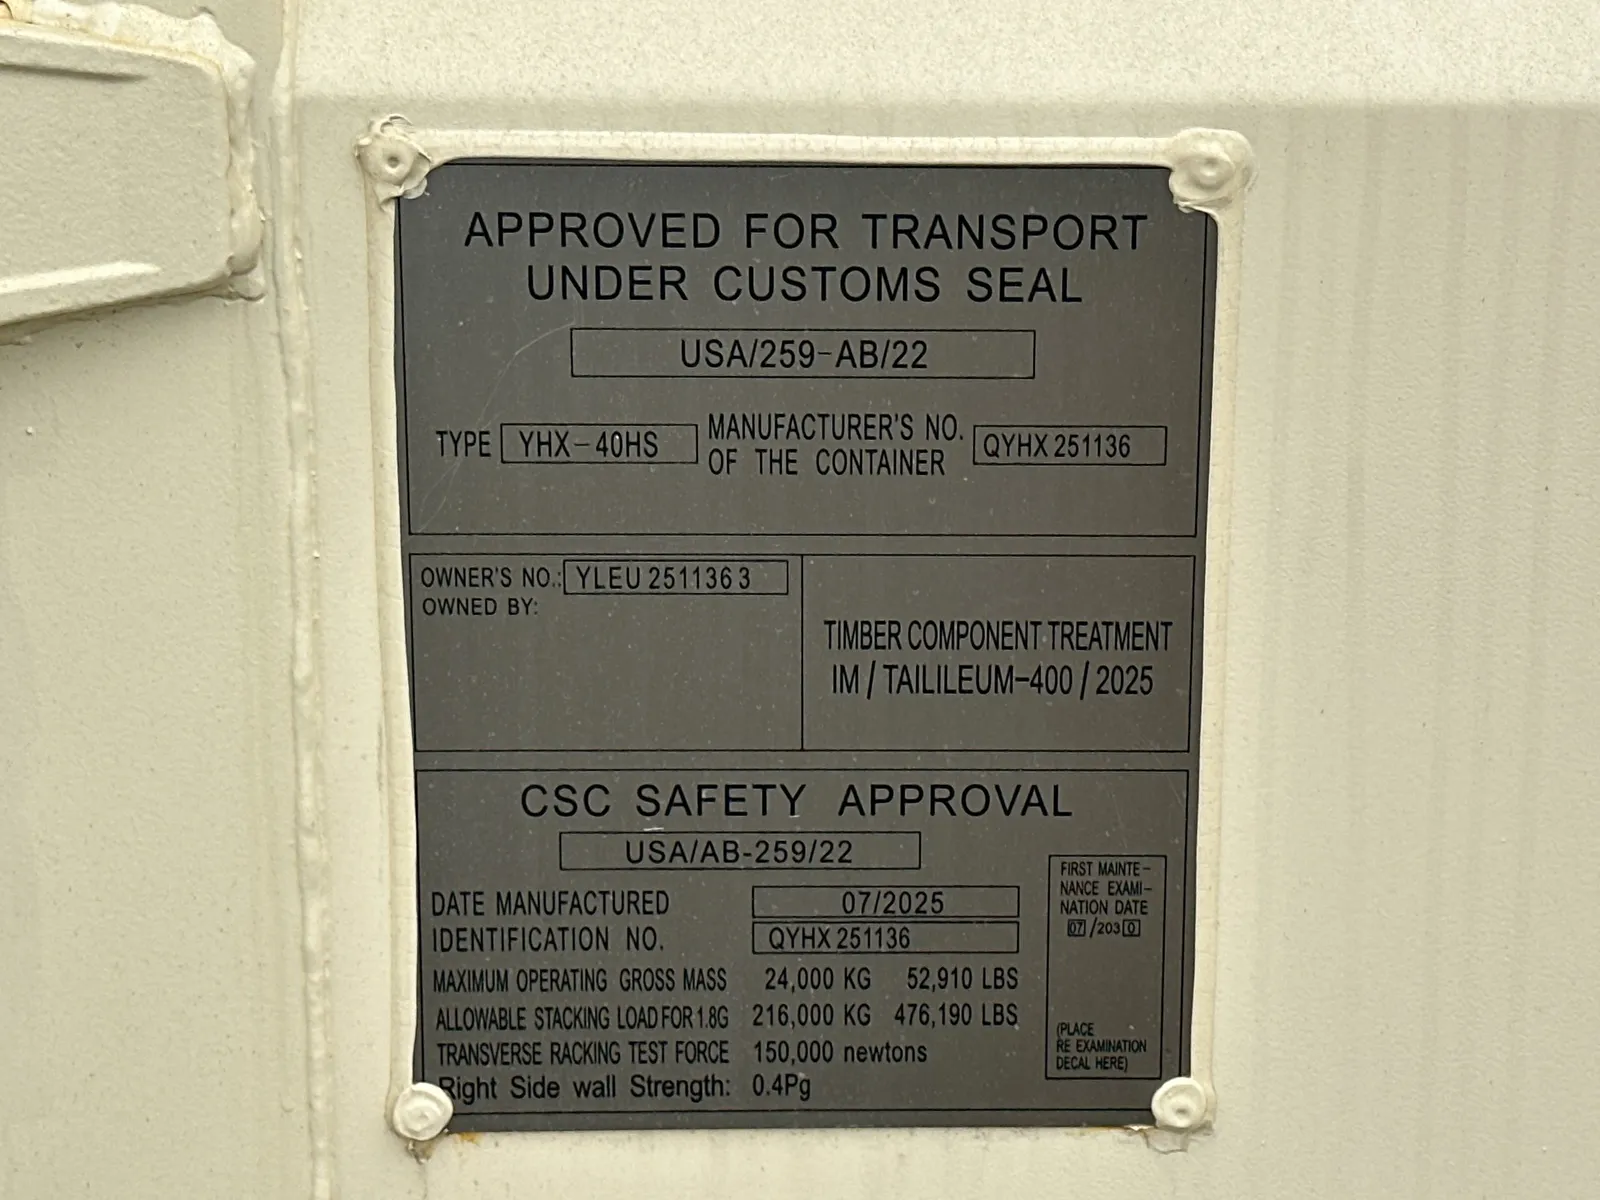 APPROVED FOR TRANSPORT
UNDER CUSTOMS SEAL
USA/259-AB/22
TYPE YHX-40HS MANUFACTURER'S NO. OF THE CONTAINER QYHX 251136
OWNER'S NO.: YLEU 2511363
OWNED BY:
TIMBER COMPONENT TREATMENT
IM / TAILILEUM-400 / 2025
CSC SAFETY APPROVAL
USA/AB-259/22
DATE MANUFACTURED 07/2025
IDENTIFICATION NO. QYHX 251136
MAXIMUM OPERATING GROSS MASS 24,000 KG 52,910 LBS
ALLOWABLE STACKING LOAD FOR 1.8G 216,000 KG 476,190 LBS
TRANSVERSE RACKING TEST FORCE 150,000 newtons
Right Side wall Strength: 0.4Pg
FIRST MAINTE-
NANCE EXAMI-
NATION DATE
07/2030
(PLACE
RE EXAMINATION
DECAL HERE)